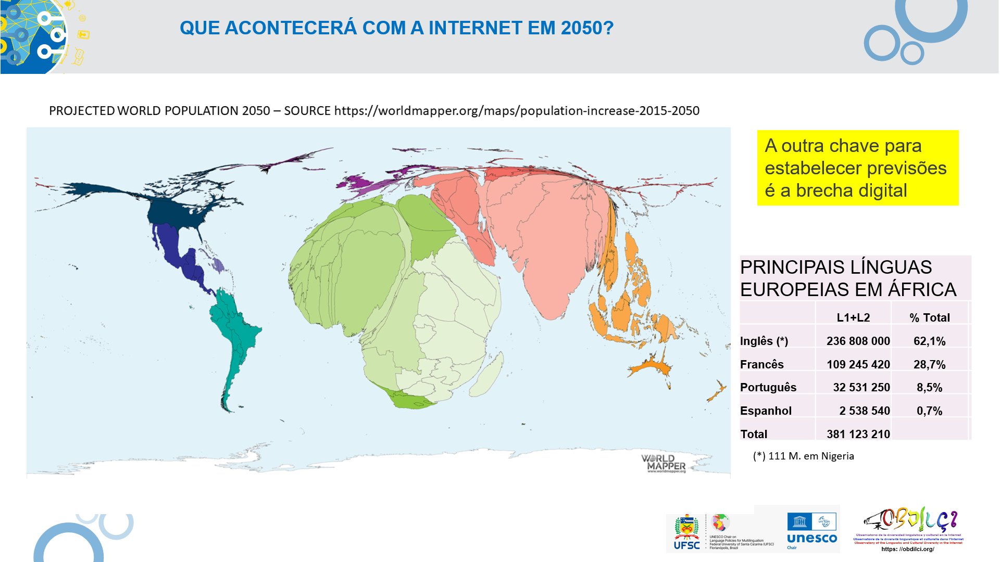 QUE ACONTECERÁ COM A INTERNET EM 2050?
PROJECTED WORLD POPULATION 2050 – SOURCE https://worldmapper.org/maps/population-increase-2015-2050
A outra chave para
estabelecer previsões
é a brecha digital
PRINCIPAIS LÍNGUAS
EUROPEIAS EM ÁFRICA
L1+L2 % Total
Inglês (*) 236 808 000 62,1%
Francês 109 245 420 28,7%
Português 32 531 250 8,5%
Espanhol 2 538 540 0,7%
Total 381 123 210
(*) 111 M. em Nigeria
WORLD
MAPPER
www.worldmapper.org
UFSC
UNESCO Chair on
Language Policies for Multilingualism
Federal University of Santa Catarina (UFSC)
Florianópolis, Brazil
uni twin
unesco
Chair
OBDILÇI
Observatorio de la diversidad lingüística y cultural en la Internet
Observatoire de la diversité linguistique et culturelle dans l'Internet
Observatory of the Linguistic and Cultural Diversity in the Internet
https: //obdilci.org/